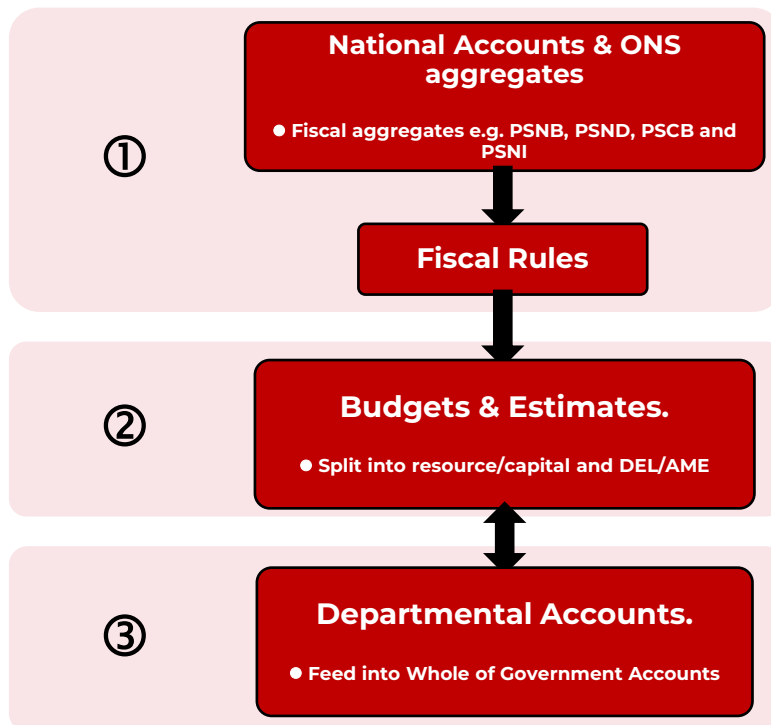 National Accounts & ONS
aggregates
● Fiscal aggregates e.g. PSNB, PSND, PSCB and
PSNI
①
Fiscal Rules
②
Budgets & Estimates.
● Split into resource/capital and DEL/AME
③
Departmental Accounts.
● Feed into Whole of Government Accounts